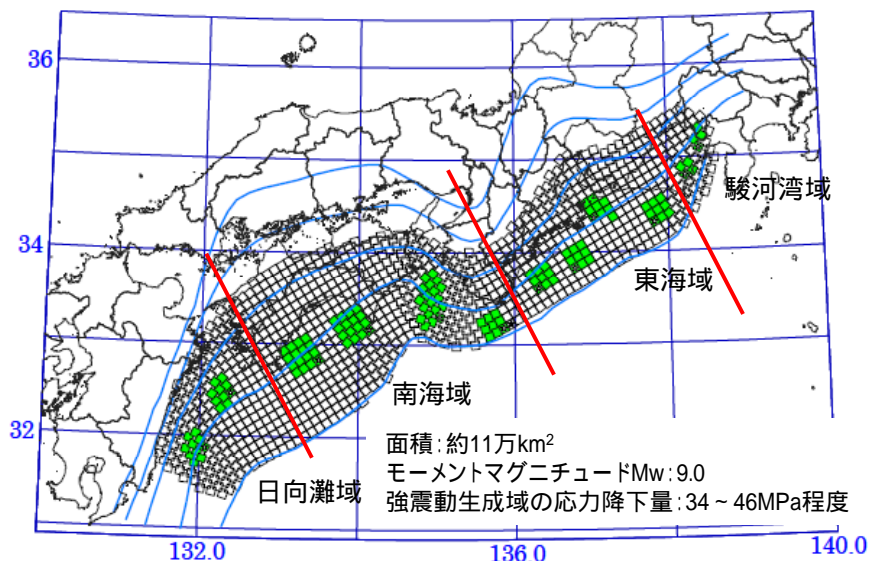 36
34
32
132.0
136.0
140.0
駿河湾域
東海域
南海域
日向灘域
面積:約11万km²
モーメントマグニチュードMw:9.0
強震動生成域の応力降下量:34~46MPa程度